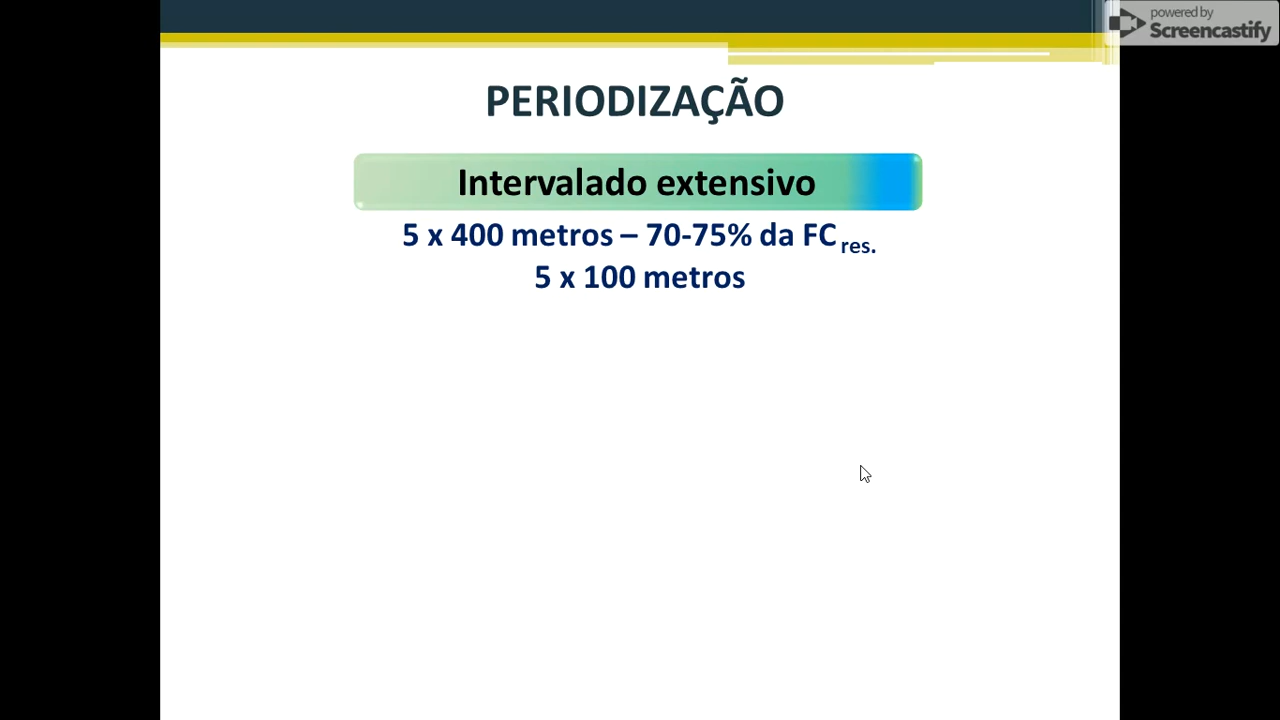 powered by
Screencastify
PERIODIZAÇÃO
Intervalado extensivo
5 x 400 metros – 70-75% da FC res.
5 x 100 metros